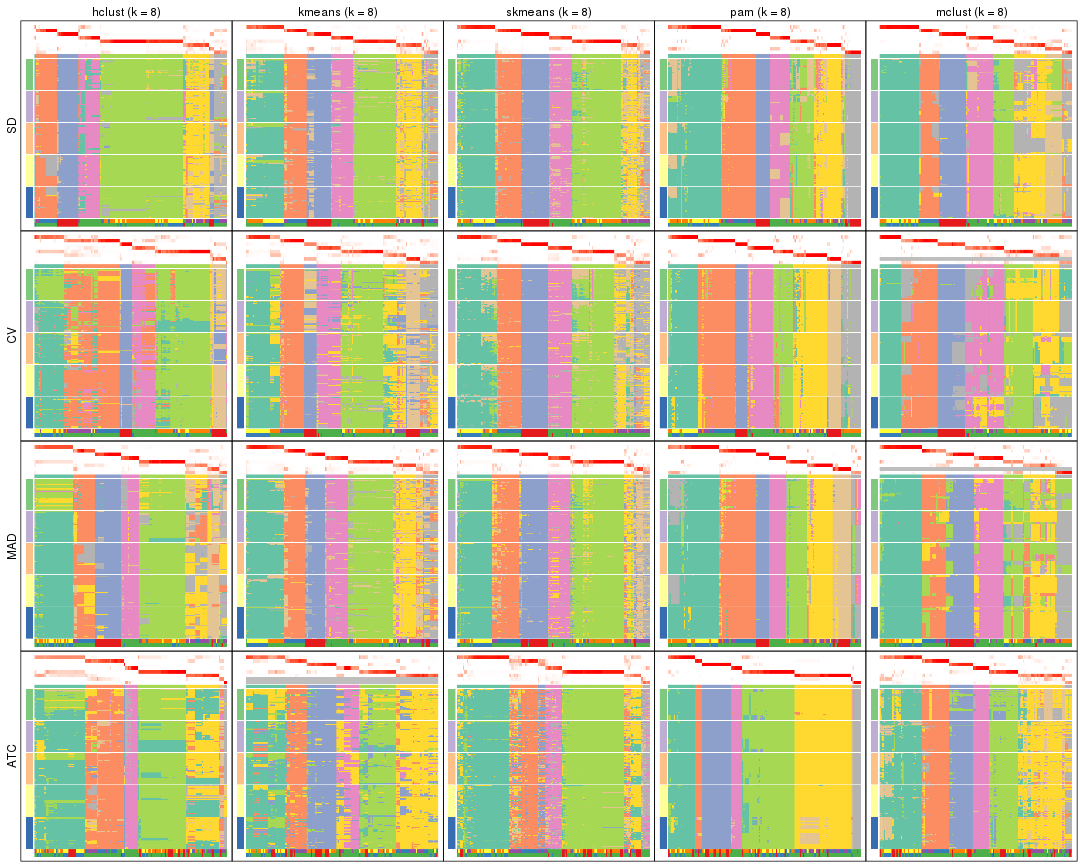 hclust (k = 8)
kmeans (k = 8)
skmeans (k = 8)
pam (k = 8)
mclust (k = 8)
SD
CV
MAD
ATC